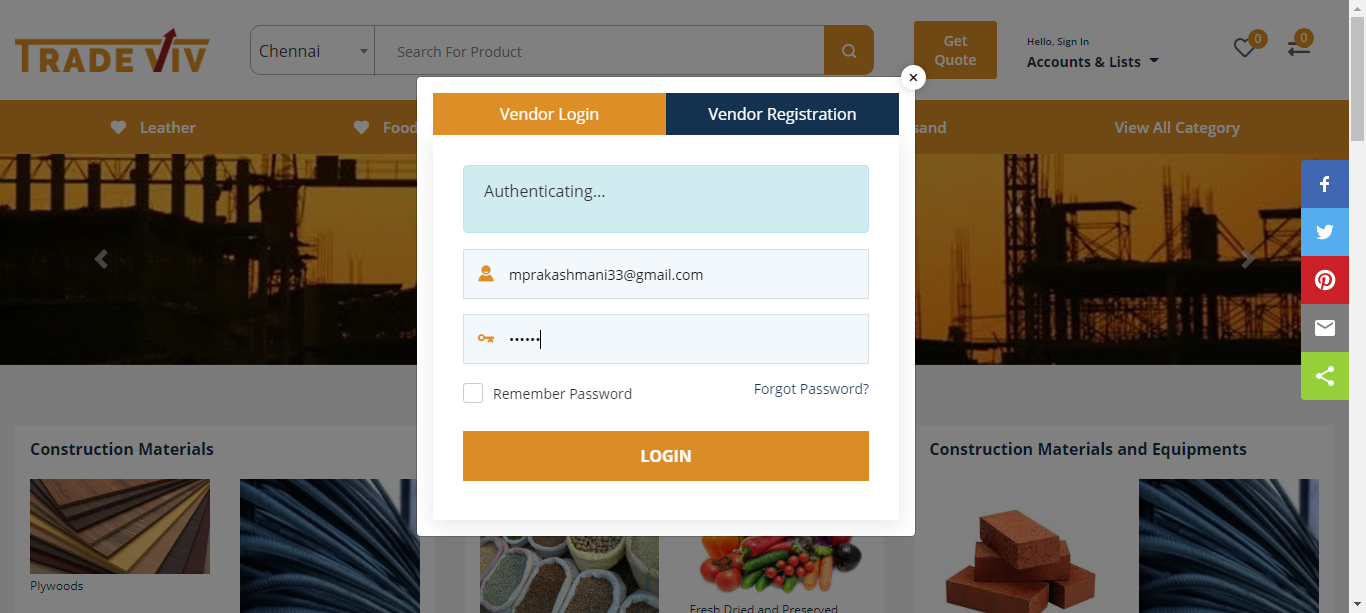 TRADE VIV
Chennai
Search For Product
Get
Quote
Hello, Sign In
Accounts & Lists
0
0
Leather
Food
sand
View All Category
×
Vendor Login
Vendor Registration
Authenticating...
mprakashmani33@gmail.com
••••••
Remember Password
Forgot Password?
LOGIN
Construction Materials
Construction Materials and Equipments
Plywoods
Fresh Dried and Preserved